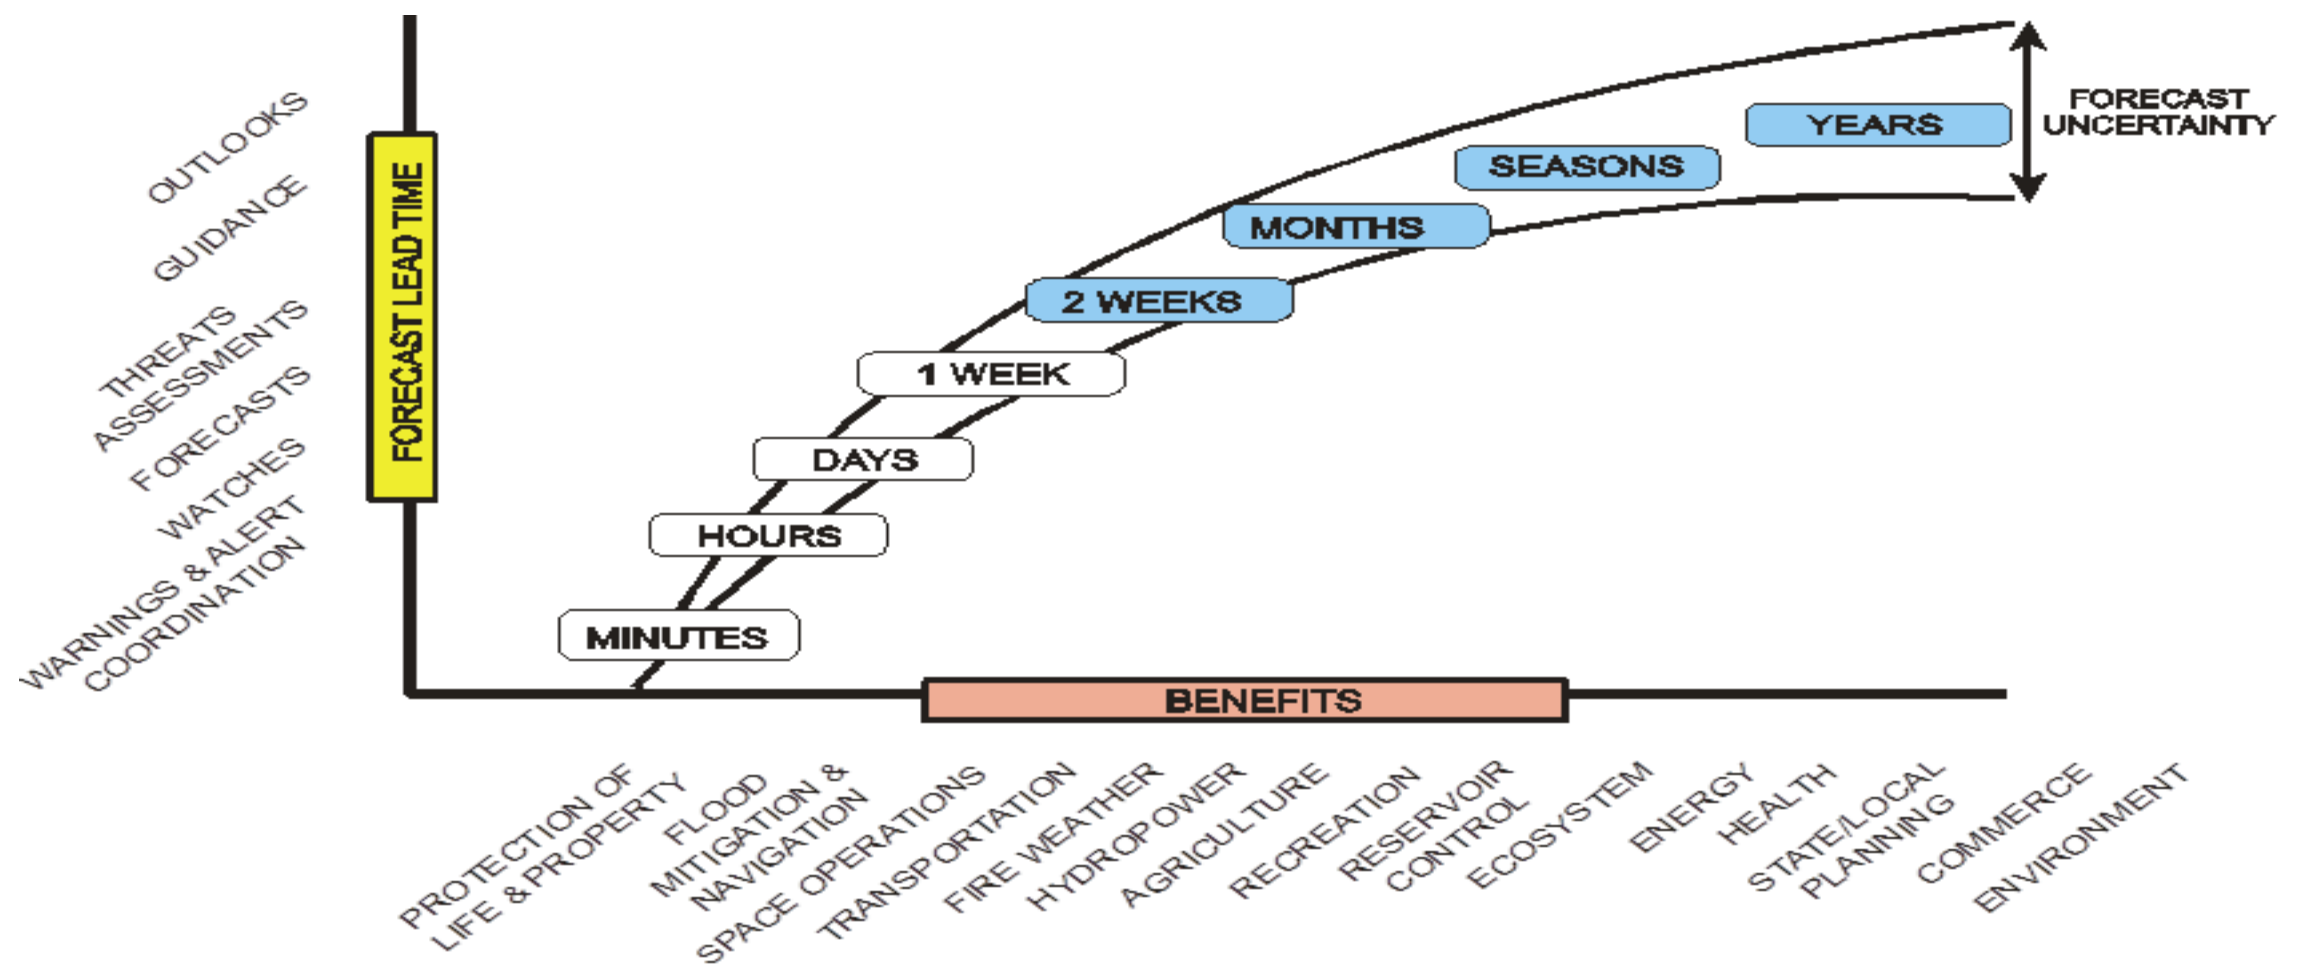 OUTLOOKS
GUIDANCE
THREATS
ASSESSMENTS
FORECASTS
WATCHES
WARNINGS & ALERT
COORDINATION
FORECAST LEAD TIME
YEARS
SEASONS
MONTHS
2 WEEKS
1 WEEK
DAYS
HOURS
MINUTES
FORECAST
UNCERTAINTY
BENEFITS
PROTECTION OF
LIFE & PROPERTY
FLOOD
MITIGATION &
NAVIGATION
SPACE OPERATIONS
TRANSPORTATION
FIRE WEATHER
HYDROPOWER
AGRICULTURE
RECREATION
RESERVOIR
CONTROL
ECOSYSTEM
ENERGY
HEALTH
STATE/LOCAL
PLANNING
COMMERCE
ENVIRONMENT